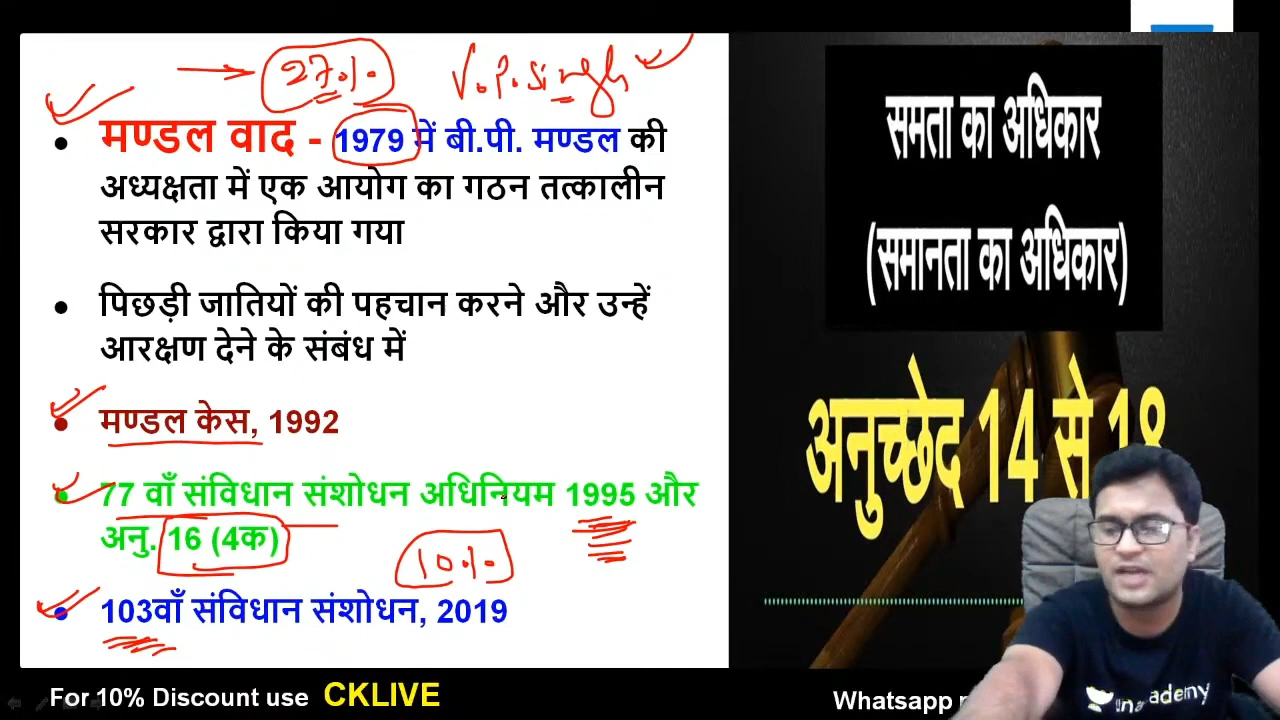 27% V.P. Singh
मण्डल वाद - 1979 में बी.पी. मण्डल की
अध्यक्षता में एक आयोग का गठन तत्कालीन
सरकार द्वारा किया गया
पिछड़ी जातियों की पहचान करने और उन्हें
आरक्षण देने के संबंध में
मण्डल केस, 1992
77 वाँ संविधान संशोधन अधिनियम 1995 और
अनु. 16 (4क)
10%
103वाँ संविधान संशोधन, 2019
समता का अधिकार
(समानता का अधिकार)
अनुच्छेद 14 से 18
For 10% Discount use CKLIVE
Whatsapp